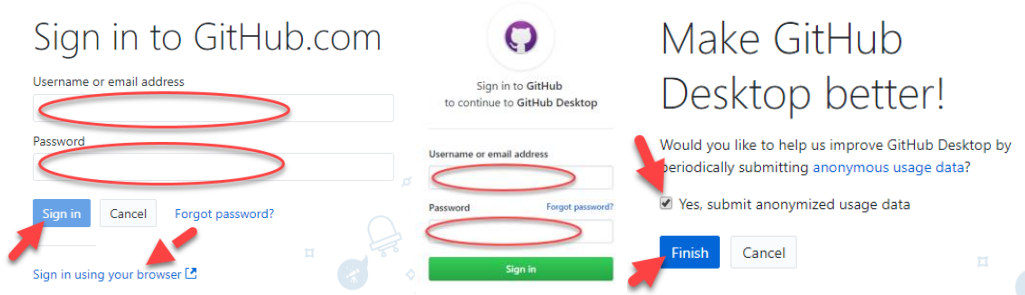 Sign in to GitHub.com
Username or email address
Password
Sign in
Cancel
Forgot password?
Sign in using your browser
Sign in to GitHub
to continue to GitHub Desktop
Username or email address
Password
Forgot password?
Sign in
Make GitHub
Desktop better!
Would you like to help us improve GitHub Desktop by
periodically submitting anonymous usage data?
Yes, submit anonymized usage data
Finish
Cancel